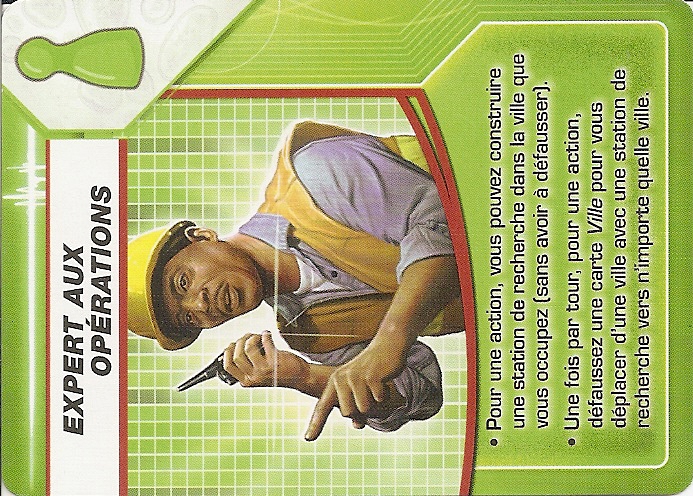 EXPERT AUX
OPÉRATIONS
• Pour une action, vous pouvez construire
une station de recherche dans la ville que
vous occupez (sans avoir à défausser).
• Une fois par tour, pour une action,
défaussez une carte Ville pour vous
déplacer d'une ville avec une station de
recherche vers n'importe quelle ville.